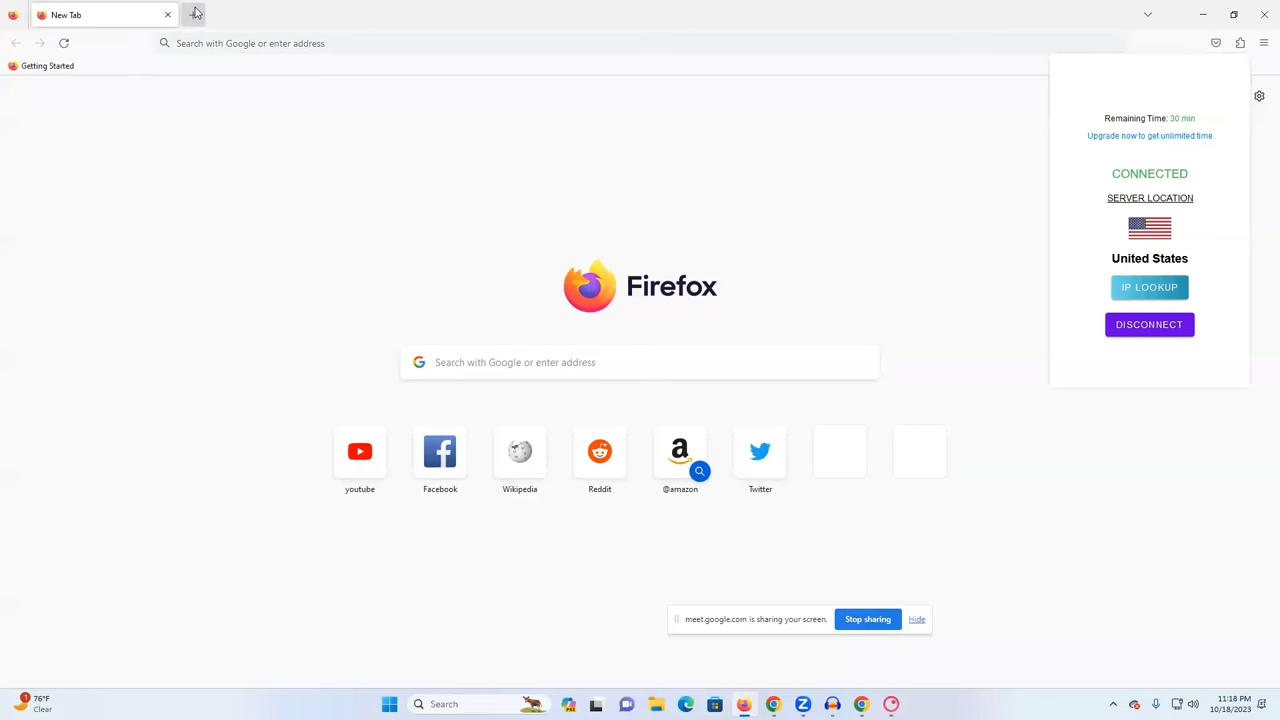 New Tab
Search with Google or enter address
Getting Started
Remaining Time: 30 min
Upgrade now to get unlimited time
CONNECTED
SERVER LOCATION
United States
IP LOOKUP
DISCONNECT
Firefox
Search with Google or enter address
youtube
Facebook
Wikipedia
Reddit
@amazon
Twitter
meet.google.com is sharing your screen.
Stop sharing
Hide
1
76°F
Clear
Search
11:18 PM
10/18/2023